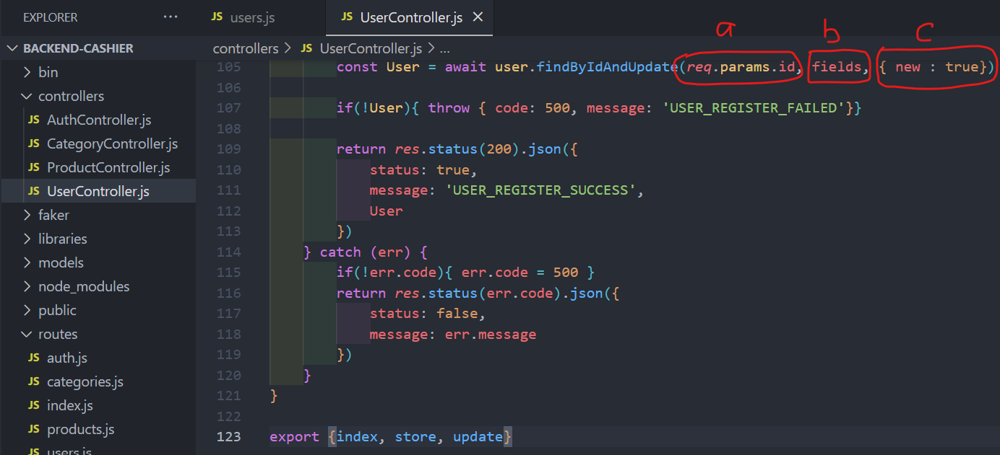 EXPLORER ...
JS users.js
JS UserController.js ×
a b c
BACKEND-CASHIER
bin
controllers
JS AuthController.js
JS CategoryController.js
JS ProductController.js
JS UserController.js
faker
libraries
models
node_modules
public
routes
JS auth.js
JS categories.js
JS index.js
JS products.js
JS users.js
controllers > JS UserController.js > ...
105 const User = await user.findByIdAndUpdate(req.params.id, fields, { new : true})
106
107 if(!User){ throw { code: 500, message: 'USER_REGISTER_FAILED'}}
108
109 return res.status(200).json({
110 status: true,
111 message: 'USER_REGISTER_SUCCESS',
112 User
113 })
114 } catch (err) {
115 if(!err.code){ err.code = 500 }
116 return res.status(err.code).json({
117 status: false,
118 message: err.message
119 })
120 }
121 }
122
123 export {index, store, update}